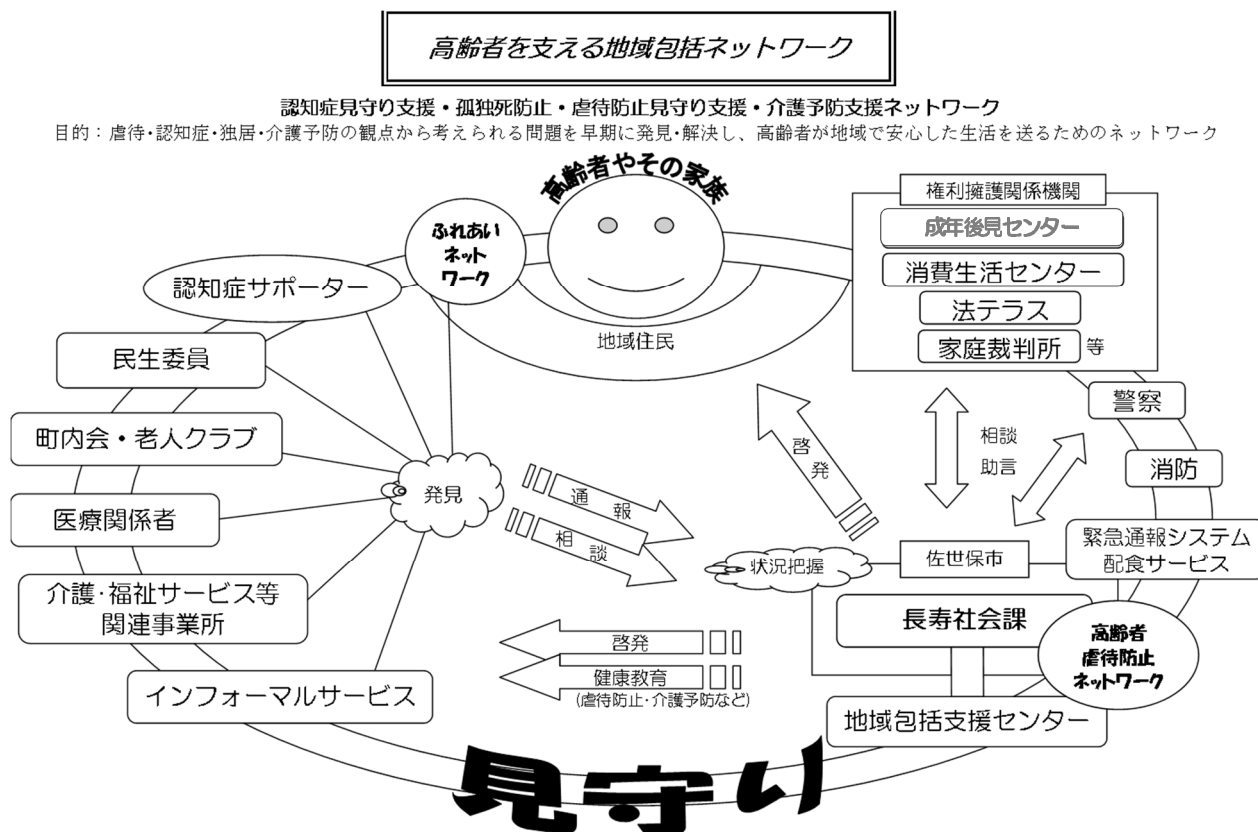 高齢者を支える地域包括ネットワーク
認知症見守り支援・孤独死防止・虐待防止見守り支援・介護予防支援ネットワーク
目的：虐待･認知症･独居･介護予防の観点から考えられる問題を早期に発見･解決し、高齢者が地域で安心した生活を送るためのネットワーク
高齢者やその家族
ふれあい
ネット
ワーク
認知症サポーター
民生委員
町内会・老人クラブ
医療関係者
介護･福祉サービス等
関連事業所
インフォーマルサービス
発見
地域住民
権利擁護関係機関
成年後見センター
消費生活センター
法テラス
家庭裁判所
等
警察
消防
相談
助言
啓発
通報
相談
状況把握
佐世保市
緊急通報システム
配食サービス
長寿社会課
高齢者
虐待防止
ネットワーク
地域包括支援センター
啓発
健康教育
(虐待防止･介護予防など)
見守り